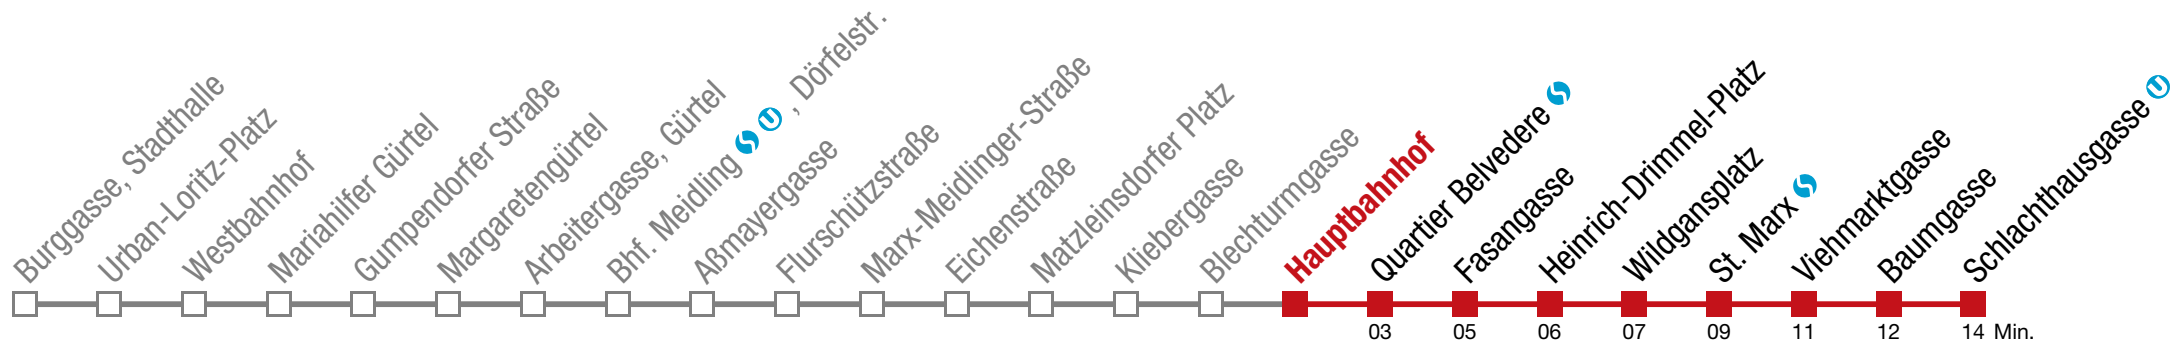 Burggasse, Stadthalle
Urban-Loritz-Platz
Westbahnhof
Mariahilfer Gürtel
Gumpendorfer Straße
Margaretengürtel
Arbeitergasse, Gürtel
Bhf. Meidling S U , Dörfelstr.
Aßmayergasse
Flurschützstraße
Marx-Meidlinger-Straße
Eichenstraße
Matzleinsdorfer Platz
Kliebergasse
Blechturmgasse
Hauptbahnhof
Quartier Belvedere S
Fasangasse
Heinrich-Drimmel-Platz
Wildgansplatz
St. Marx S
Viehmarktgasse
Baumgasse
Schlachthausgasse U
03 05 06 07 09 11 12 14 Min.